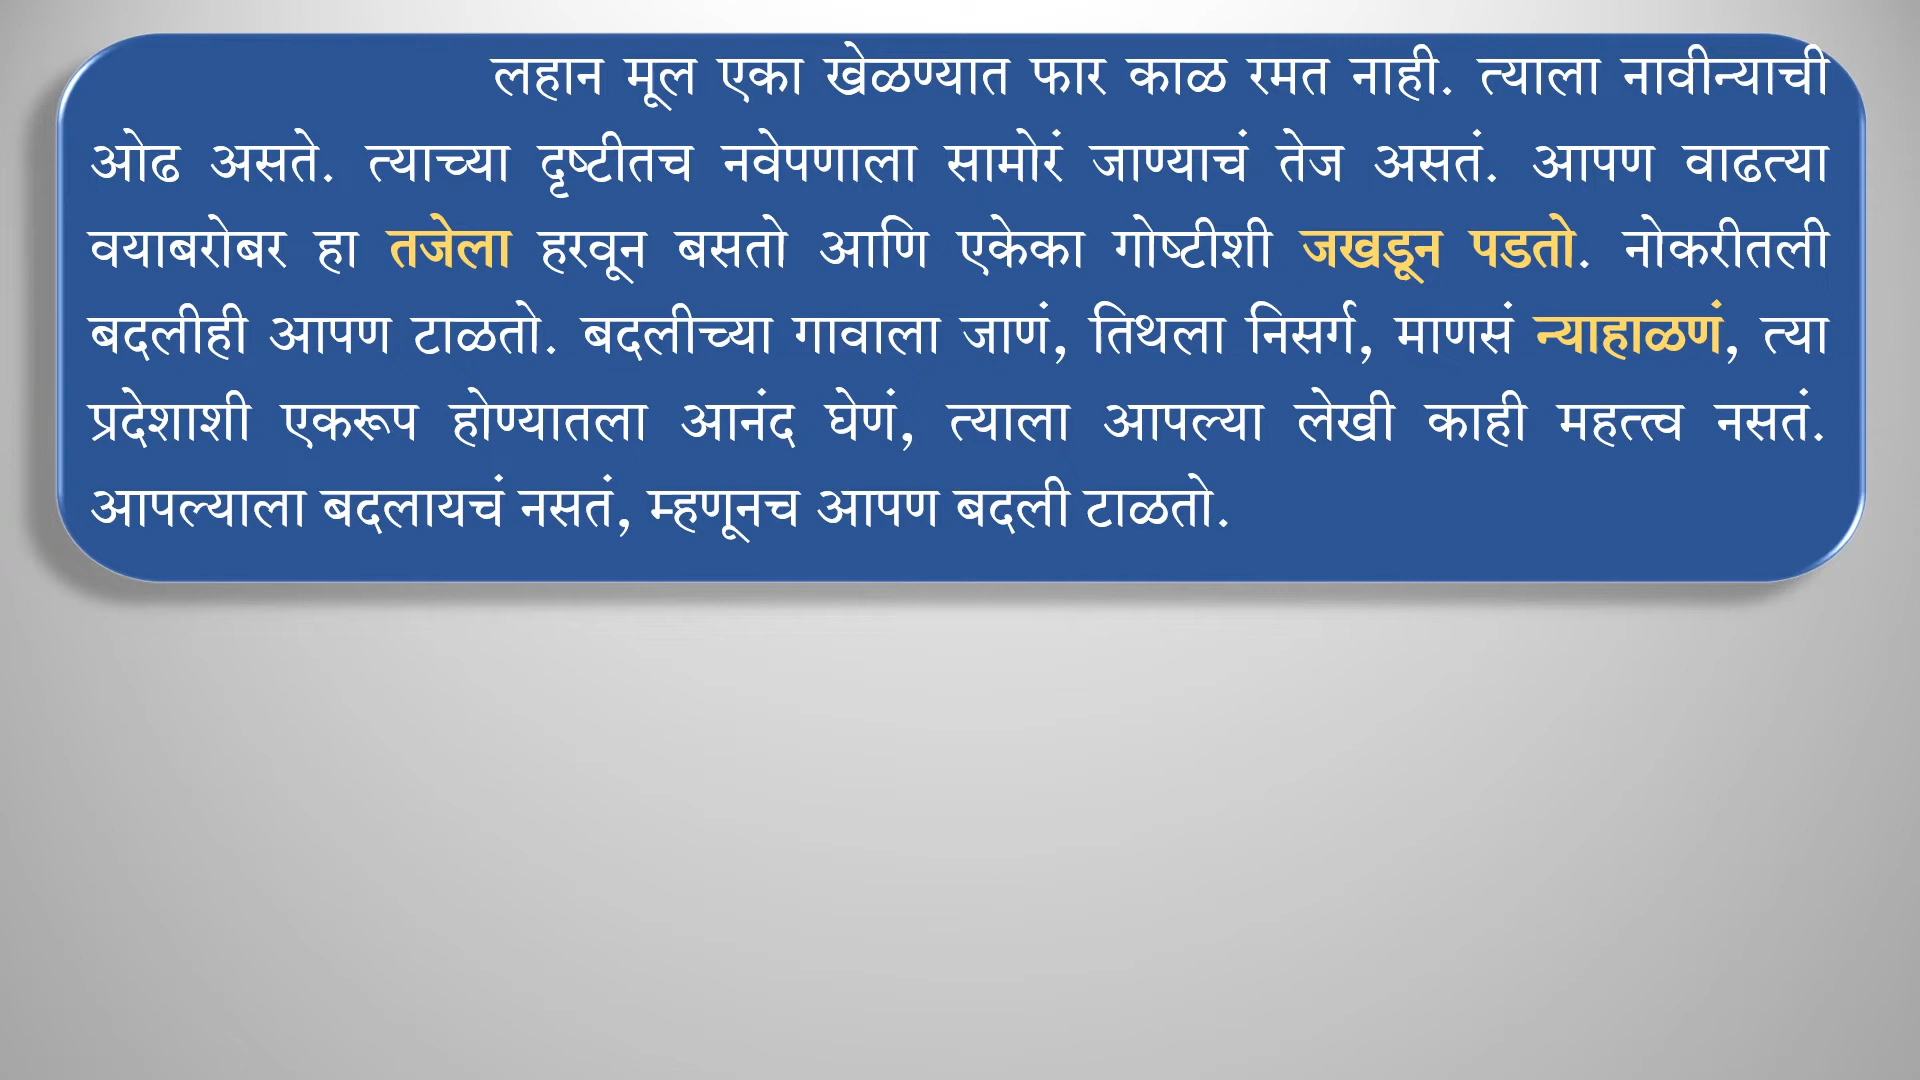 लहान मूल एका खेळण्यात फार काळ रमत नाही. त्याला नावीन्याची
ओढ असते. त्याच्या दृष्टीतच नवेपणाला सामोरं जाण्याचं तेज असतं. आपण वाढत्या
वयाबरोबर हा तजेला हरवून बसतो आणि एकेका गोष्टीशी जखडून पडतो. नोकरीतली
बदलीही आपण टाळतो. बदलीच्या गावाला जाणं, तिथला निसर्ग, माणसं न्याहाळणं, त्या
प्रदेशाशी एकरूप होण्यातला आनंद घेणं, त्याला आपल्या लेखी काही महत्त्व नसतं.
आपल्याला बदलायचं नसतं, म्हणूनच आपण बदली टाळतो.